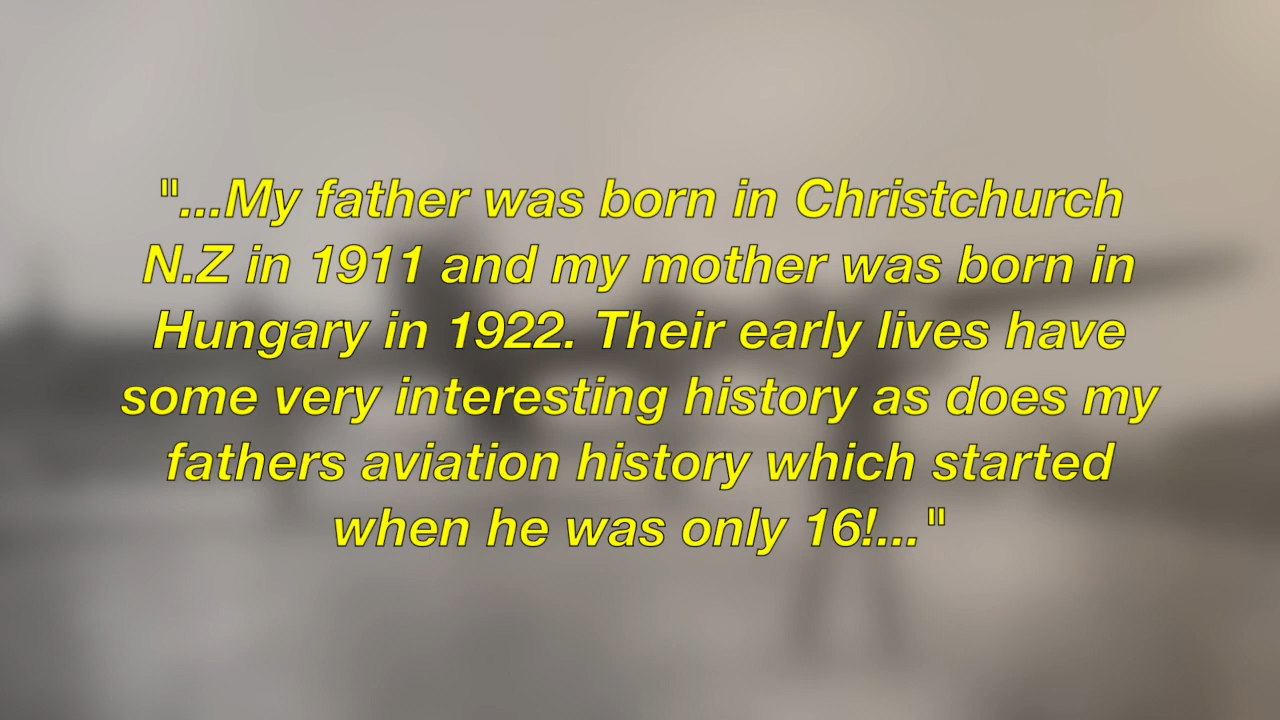 "...My father was born in Christchurch
N.Z in 1911 and my mother was born in
Hungary in 1922. Their early lives have
some very interesting history as does my
fathers aviation history which started
when he was only 16!..."